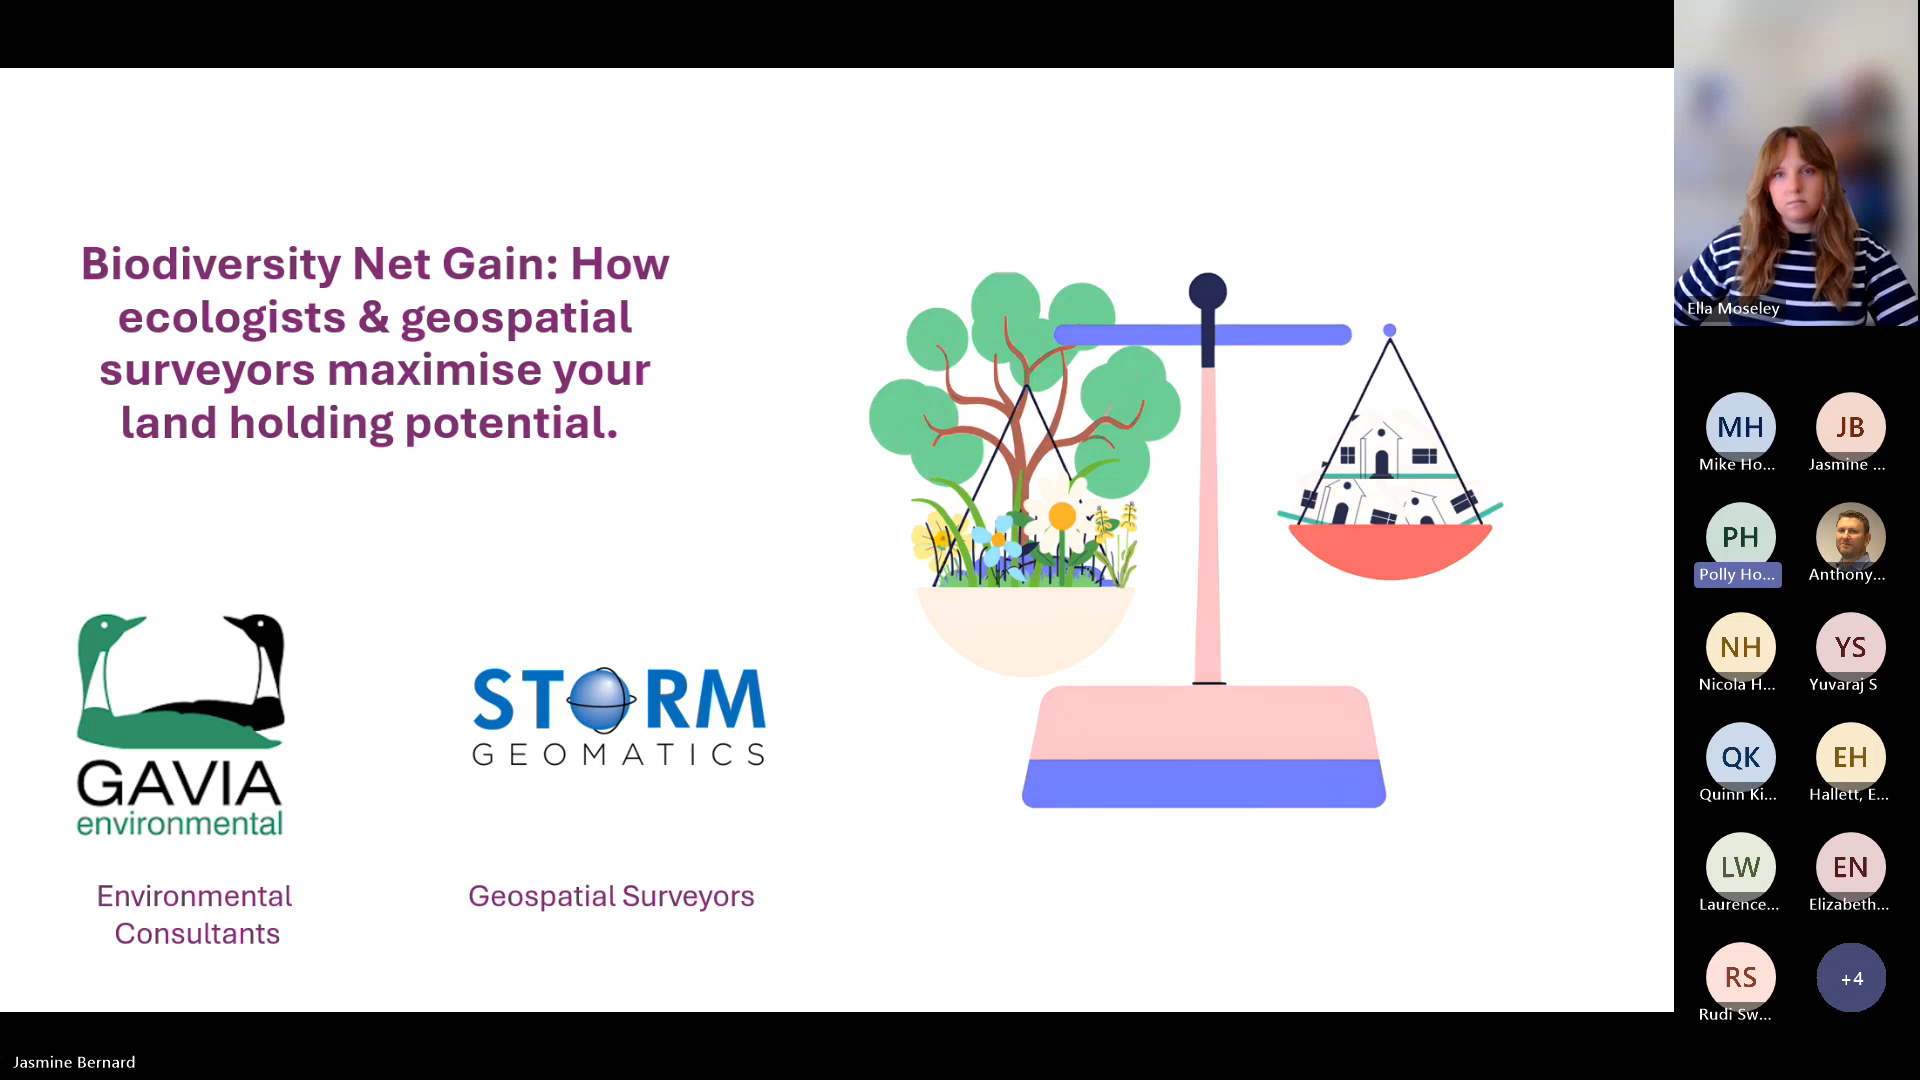 Biodiversity Net Gain: How
ecologists & geospatial
surveyors maximise your
land holding potential.
GAVIA
environmental
STORM
GEOMATICS
Environmental
Consultants
Geospatial Surveyors
Ella Moseley
MH
Mike Ho...
JB
Jasmine ...
PH
Polly Ho...
Anthony...
NH
Nicola H...
YS
Yuvaraj S
QK
Quinn Ki...
EH
Hallett, E...
LW
Laurence...
EN
Elizabeth...
RS
Rudi Sw...
+4
Jasmine Bernard